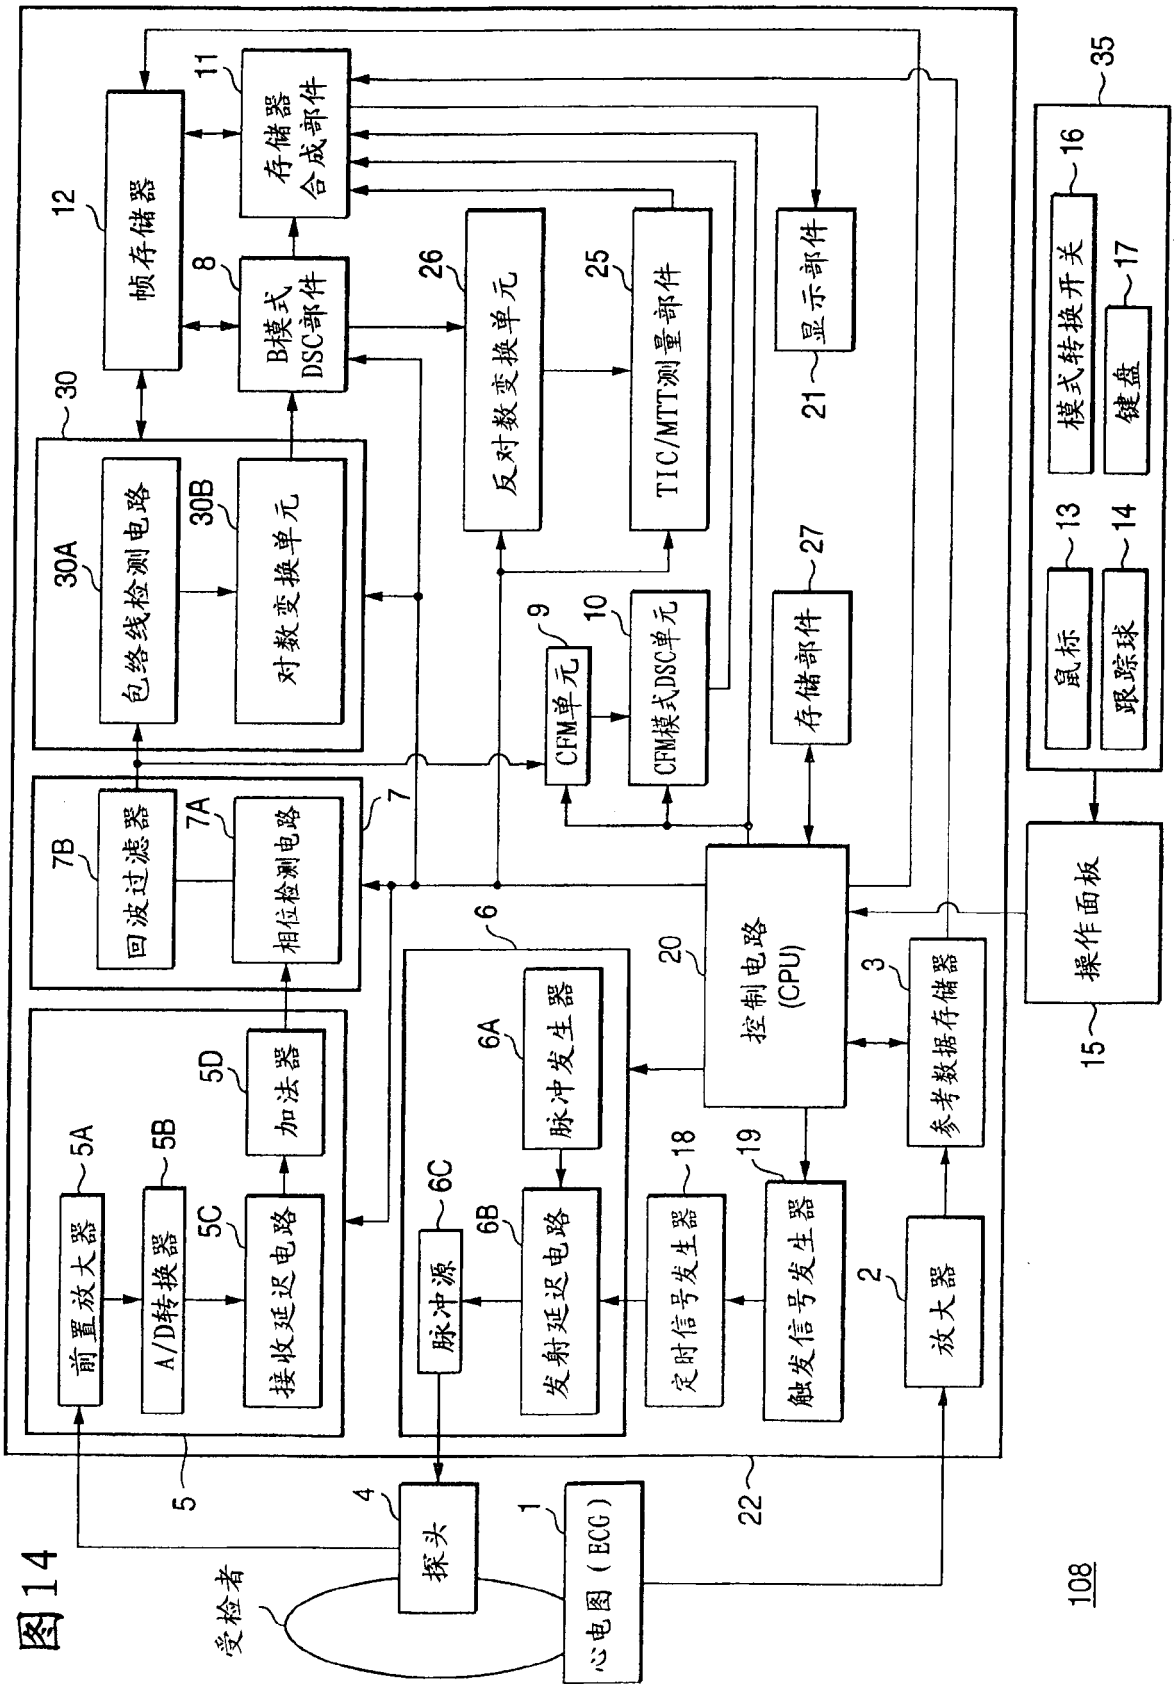 图14
受检者
探头
4
心电图(ECG)
1
5
前置放大器
5A
A/D转换器
5B
接收延迟电路
5C
加法器
5D
回波过滤器
7B
相位检测电路
7A
7
包络线检测电路
30A
对数变换单元
30B
30
帧存储器
12
B模式
DSC部件
8
存储器
合成部件
11
脉冲源
6C
发射延迟电路
6B
脉冲发生器
6A
6
CFM单元
9
CFM模式DSC单元
10
反对数变换单元
26
TIC/MTT测量部件
25
定时信号发生器
18
触发信号发生器
19
控制电路
(CPU)
20
存储部件
27
显示部件
21
放大器
2
参考数据存储器
3
22
操作面板
15
鼠标
13
跟踪球
14
模式转换开关
16
键盘
17
35
108